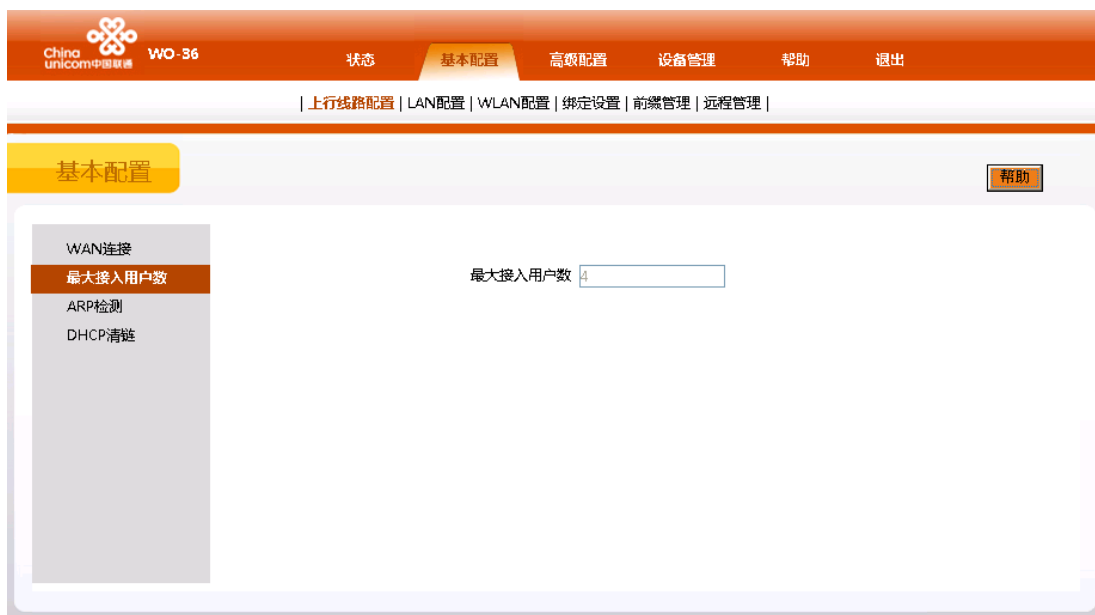 China
unicom中国联通
WO-36
状态 基本配置 高级配置 设备管理 帮助 退出
| 上行线路配置 | LAN配置 | WLAN配置 | 绑定设置 | 前缀管理 | 远程管理 |
基本配置
帮助
WAN连接
最大接入用户数
最大接入用户数 4
ARP检测
DHCP清链